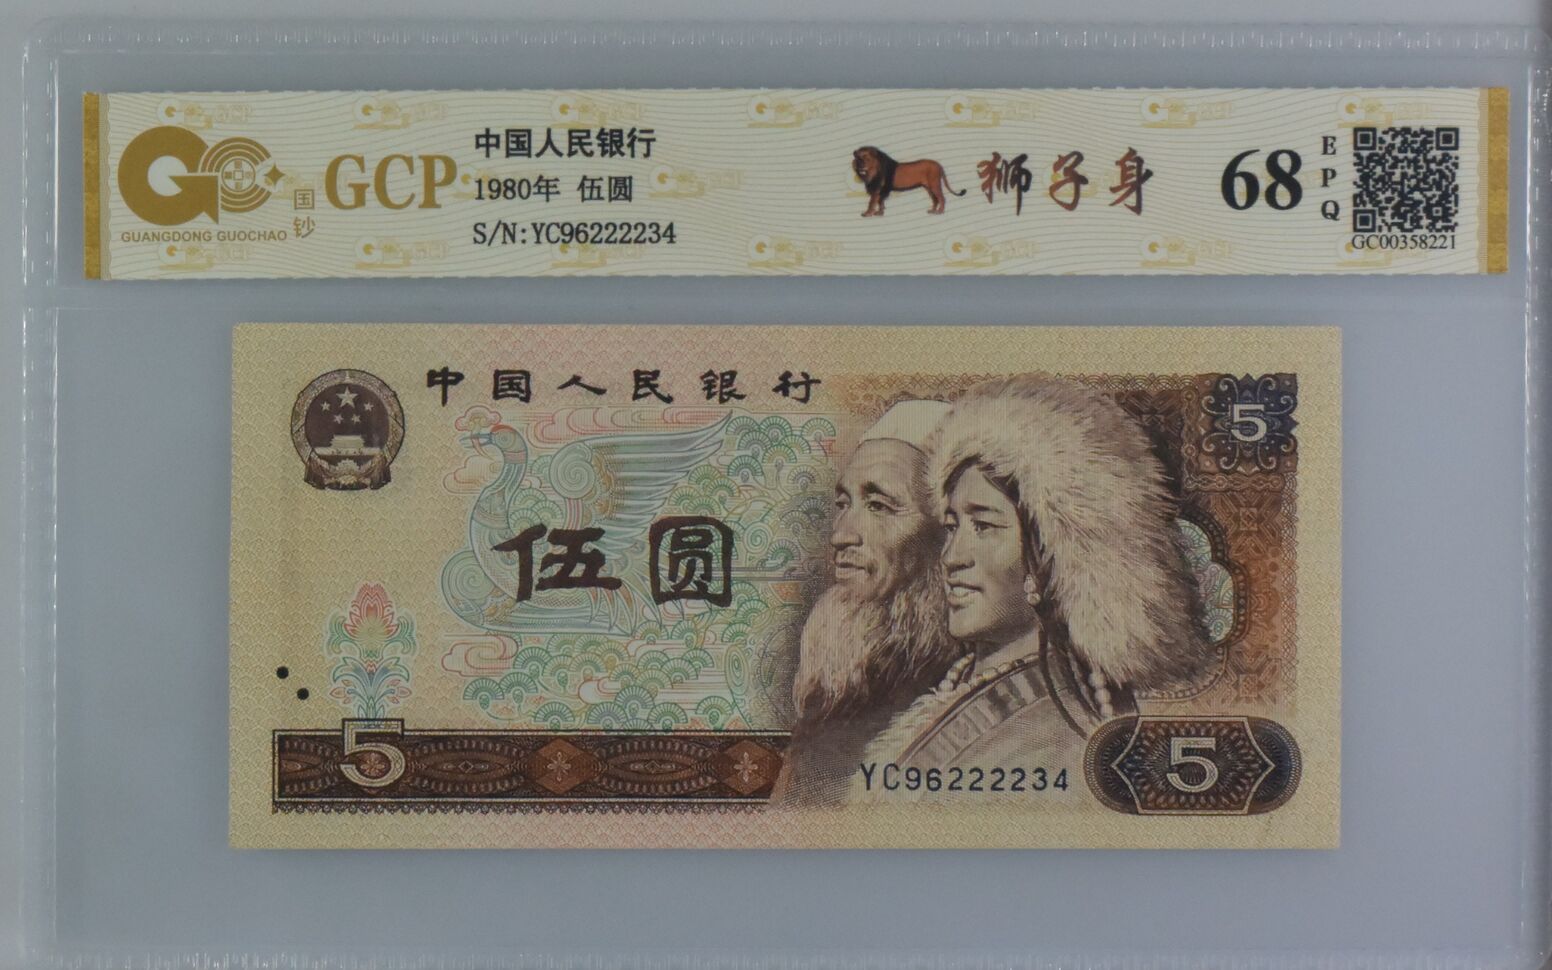 GCP
国钞
GUANGDONG GUOCHAO
中国人民银行
1980年 伍圆
S/N:YC96222234
狮子身
68
EPQ
GC00358221
中国人民银行
5
伍圆
5
YC96222234
5